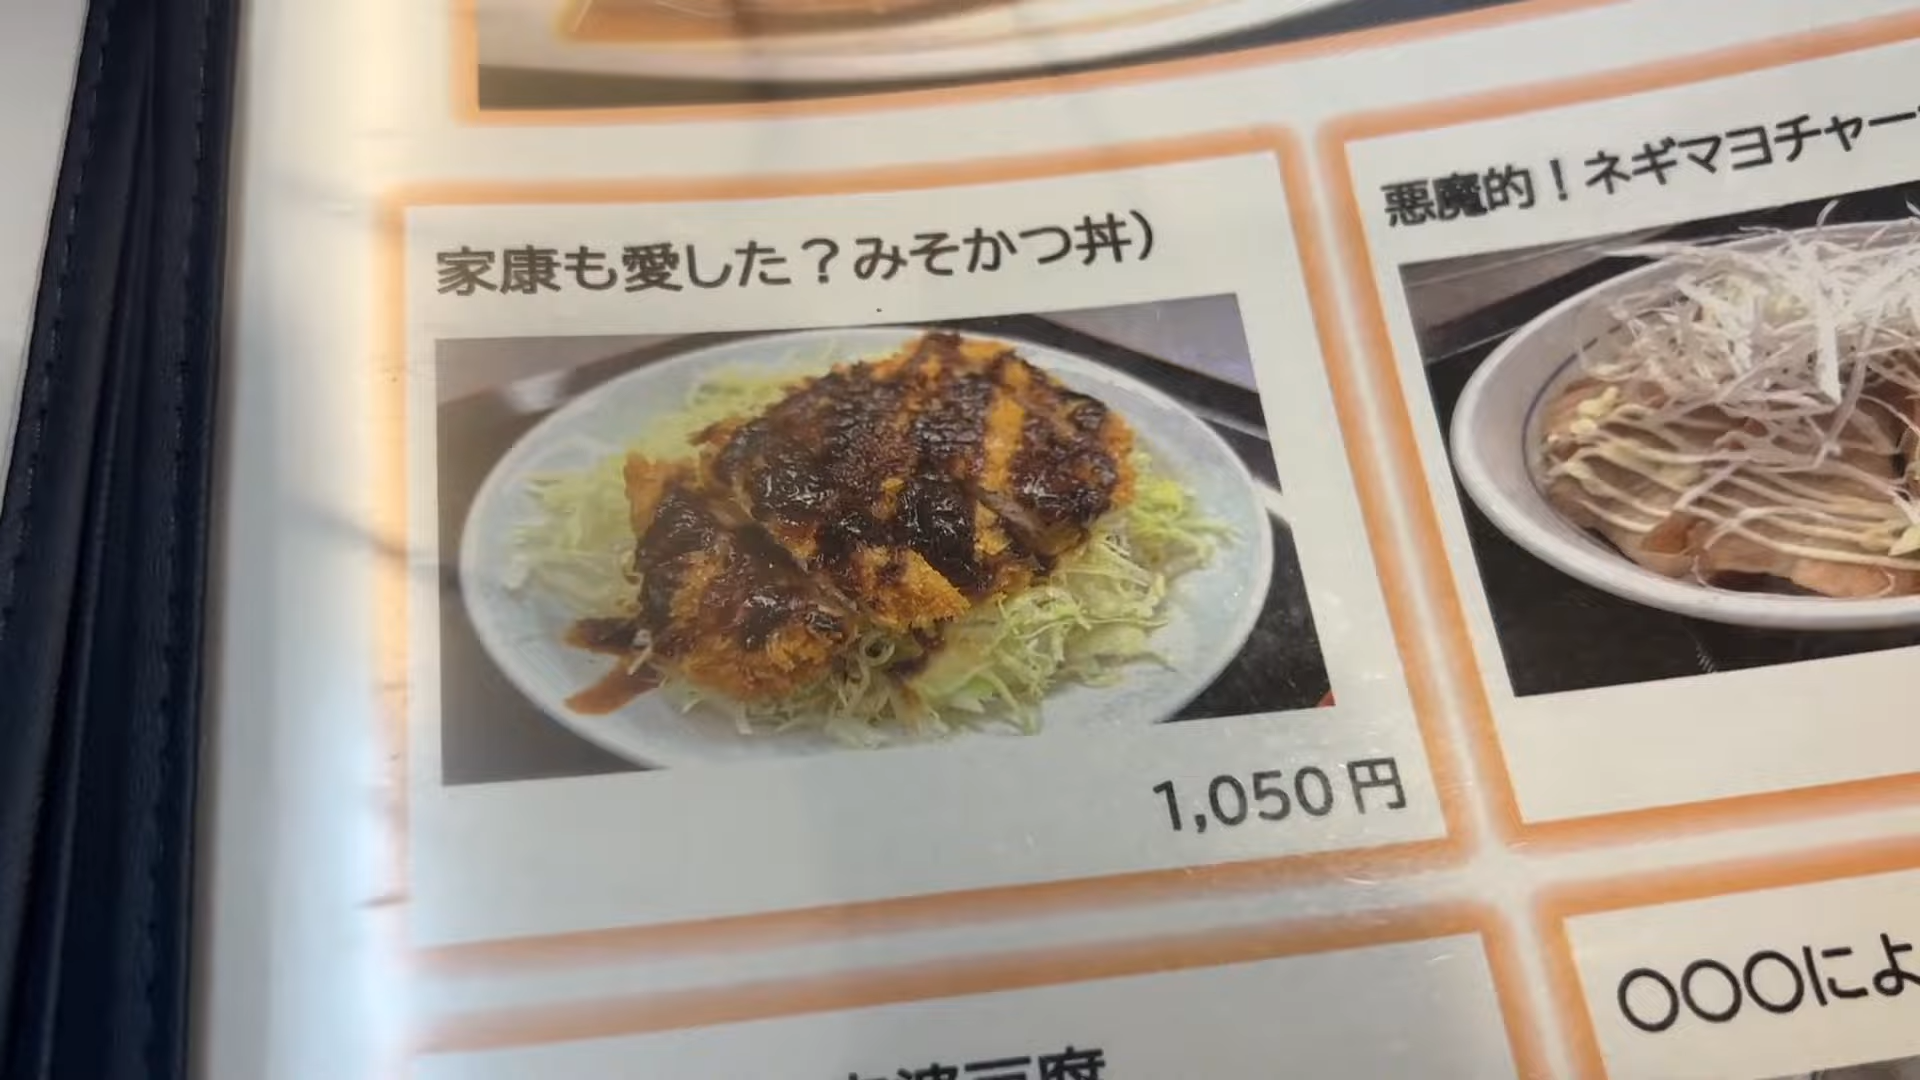 家康も愛した？みそかつ丼）
1,050円
悪魔的！ネギマヨチャー
〇〇〇によ